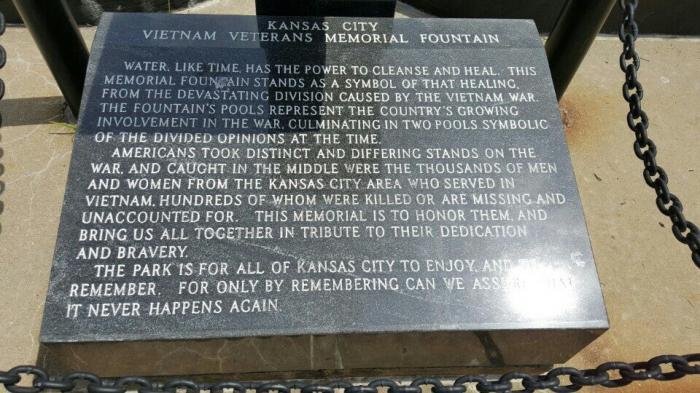 KANSAS CITY
VIETNAM VETERANS MEMORIAL FOUNTAIN
WATER, LIKE TIME, HAS THE POWER TO CLEANSE AND HEAL. THIS
MEMORIAL FOUNTAIN STANDS AS A SYMBOL OF THAT HEALING,
FROM THE DEVASTATING DIVISION CAUSED BY THE VIETNAM WAR.
THE FOUNTAIN'S POOLS REPRESENT THE COUNTRY'S GROWING
INVOLVEMENT IN THE WAR, CULMINATING IN TWO POOLS SYMBOLIC
OF THE DIVIDED OPINIONS AT THE TIME.
AMERICANS TOOK DISTINCT AND DIFFERING STANDS ON THE
WAR, AND CAUGHT IN THE MIDDLE WERE THE THOUSANDS OF MEN
AND WOMEN FROM THE KANSAS CITY AREA WHO SERVED IN
VIETNAM, HUNDREDS OF WHOM WERE KILLED OR ARE MISSING AND
UNACCOUNTED FOR. THIS MEMORIAL IS TO HONOR THEM, AND
BRING US ALL TOGETHER IN TRIBUTE TO THEIR DEDICATION
AND BRAVERY.
THE PARK IS FOR ALL OF KANSAS CITY TO ENJOY, AND
REMEMBER. FOR ONLY BY REMEMBERING CAN WE
IT NEVER HAPPENS AGAIN.